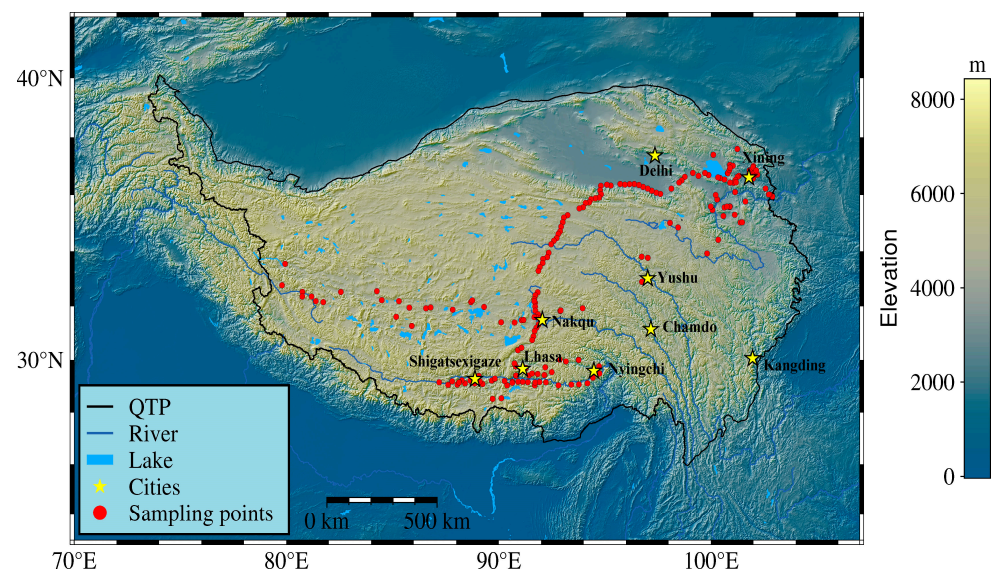 m
40°N
8000
Xining
Delhi
6000
Elevation
Yushu
4000
Nakqu
Chamdo
30°N
Shigatsexigaze
Lhasa
Nyingchi
Kangding
2000
QTP
River
Lake
Cities
Sampling points
0 km
500 km
0
70°E
80°E
90°E
100°E